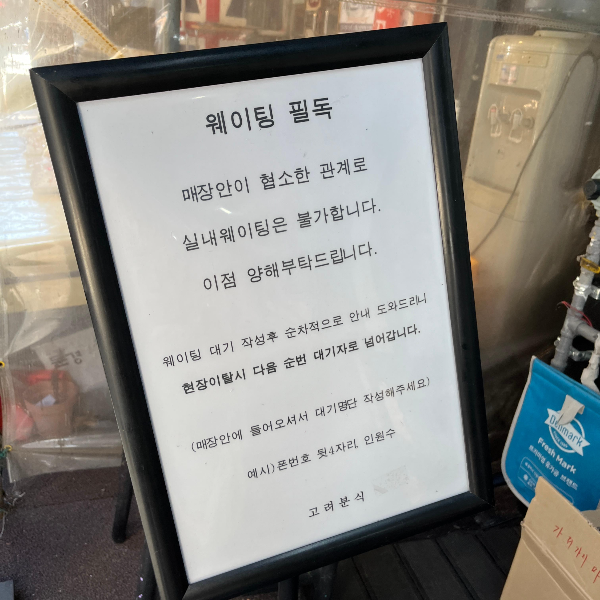 웨이팅 필독
매장안이 협소한 관계로
실내웨이팅은 불가합니다.
이점 양해부탁드립니다.
웨이팅 대기 작성후 순차적으로 안내 도와드리니
현장이탈시 다음 순번 대기자로 넘어갑니다.
(매장안에 들어오셔서 대기명단 작성해주세요)
예시)폰번호 뒷4자리, 인원수
고려분식
Denmark
Fresh Mark